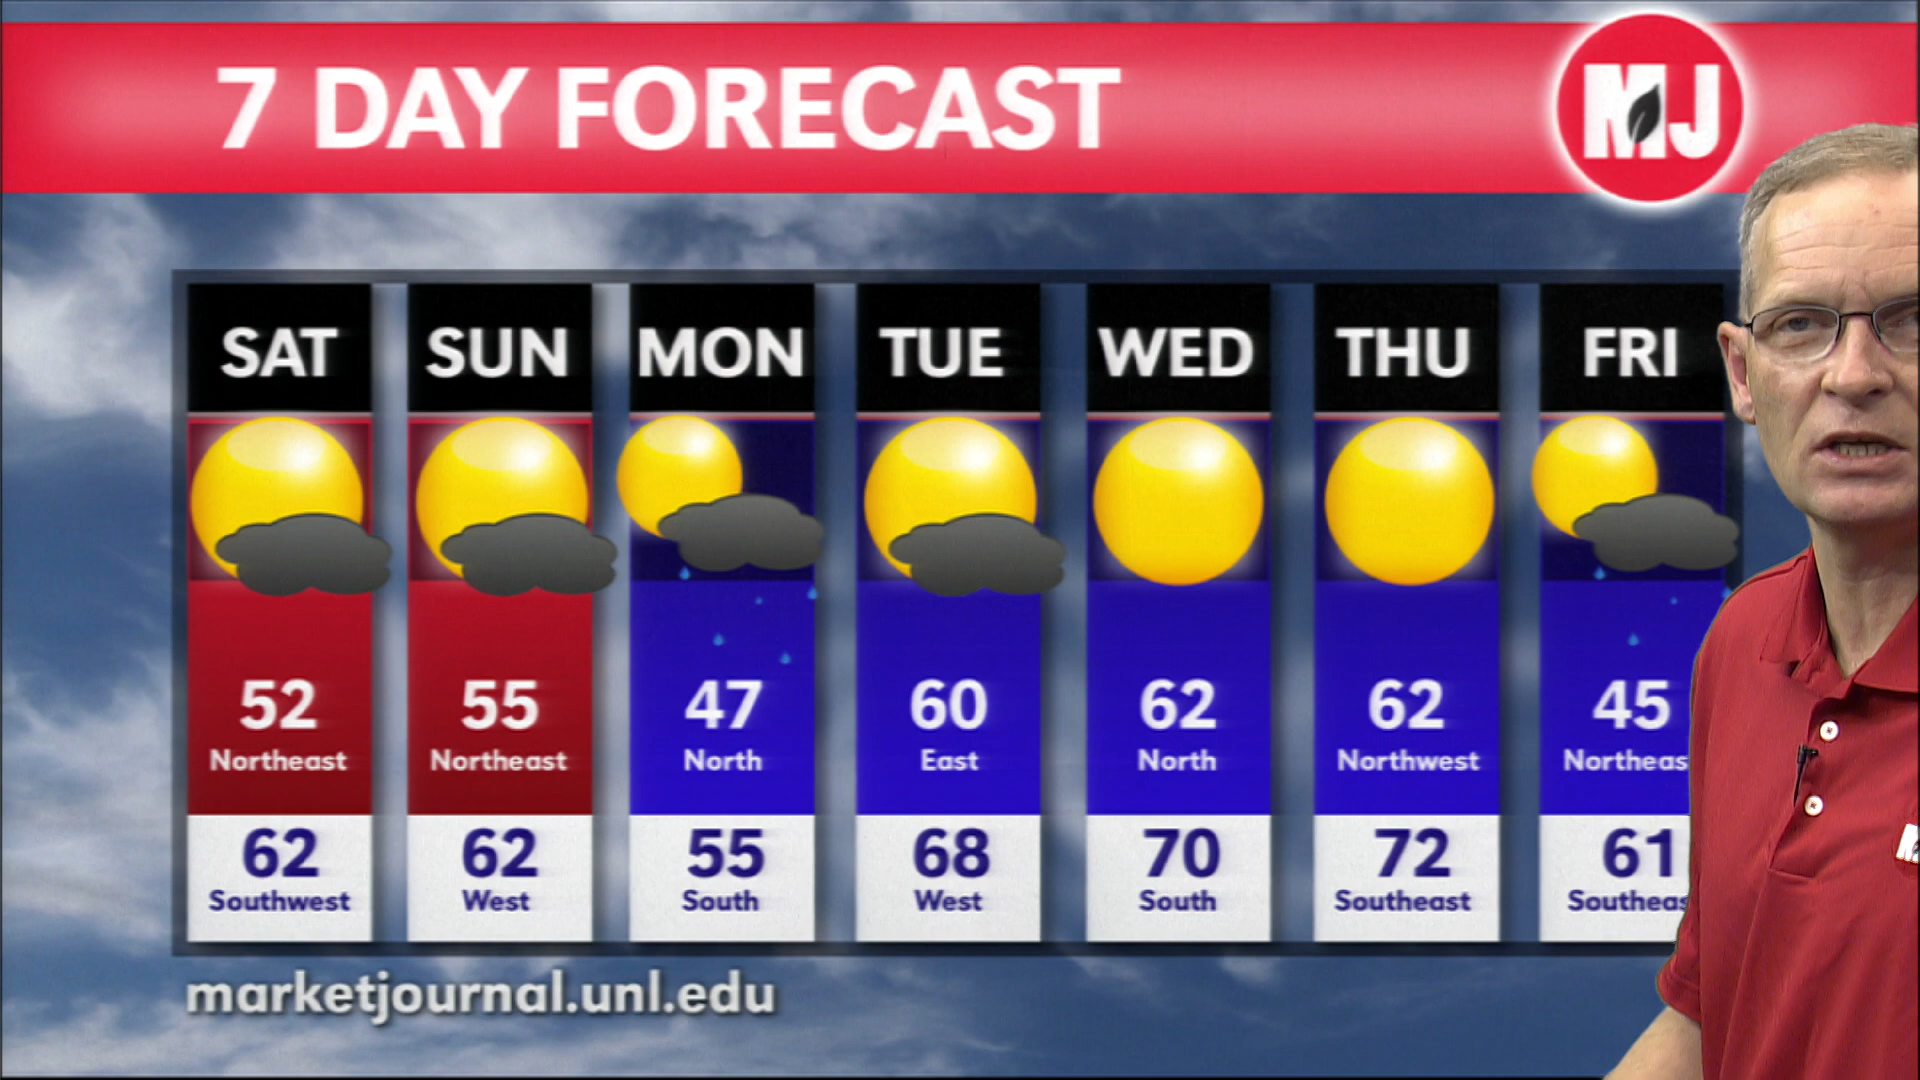 7 DAY FORECAST
MJ
SAT SUN MON TUE WED THU FRI
52 55 47 60 62 62 45
Northeast Northeast North East North Northwest Northeas
62 62 55 68 70 72 61
Southwest West South West South Southeast Southeas
marketjournal.unl.edu